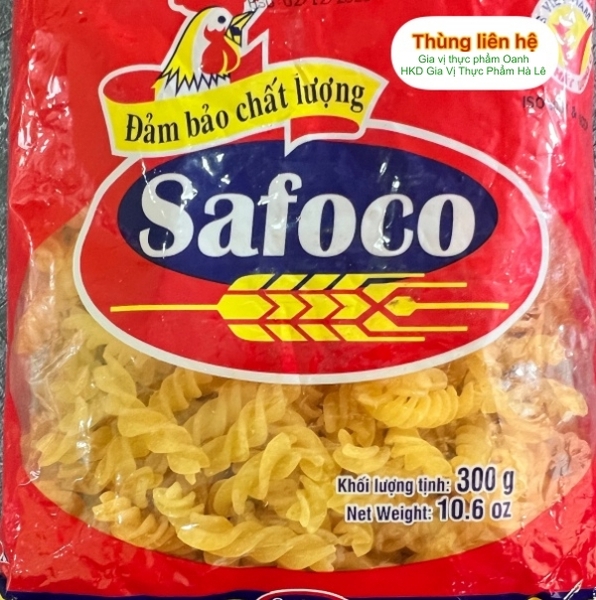 Thùng liên hệ
Gia vị thực phẩm Oanh
HKD Gia Vị Thực Phẩm Hà Lê
Đảm bảo chất lượng
Safoco
Khối lượng tịnh: 300 g
Net Weight: 10.6 oz